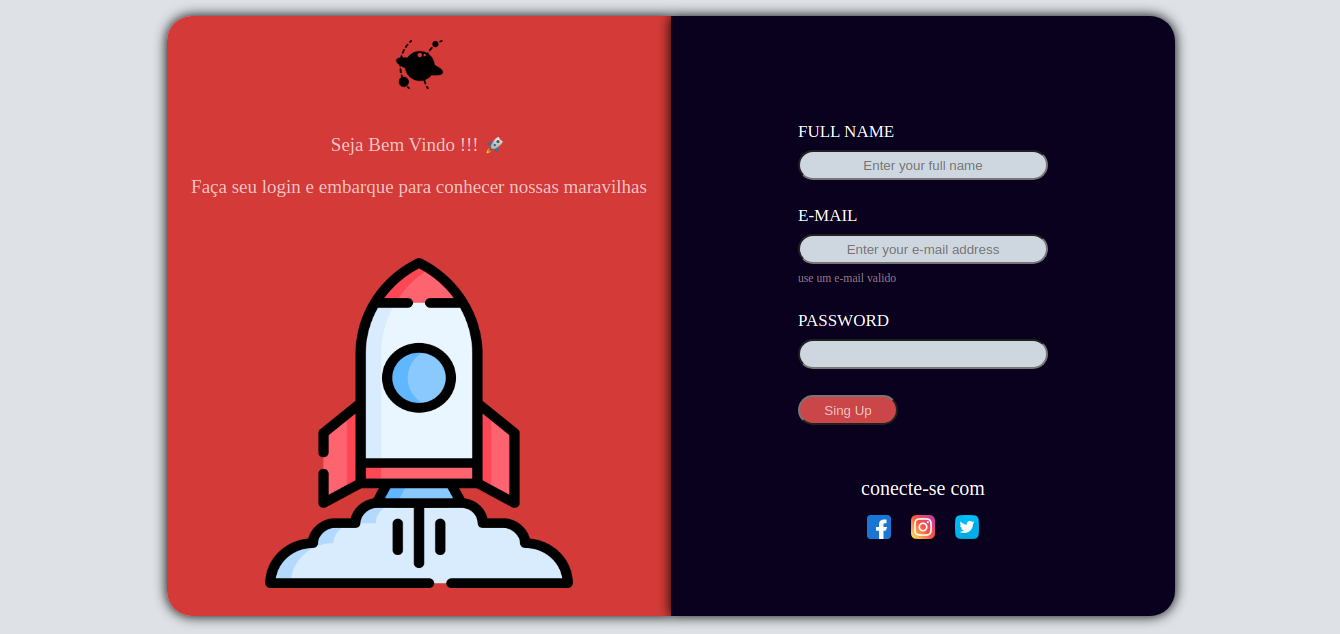 Seja Bem Vindo !!! 🚀
Faça seu login e embarque para conhecer nossas maravilhas
FULL NAME
Enter your full name
E-MAIL
Enter your e-mail address
use um e-mail valido
PASSWORD
Sing Up
conecte-se com